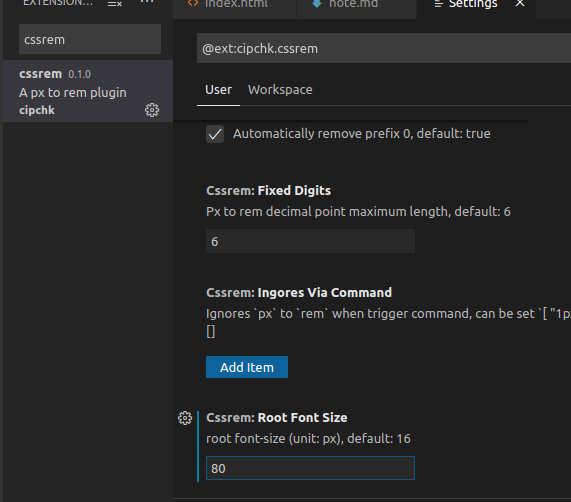 EXTENSION...
index.html
note.md
Settings
cssrem
@ext:cipchk.cssrem
cssrem 0.1.0
A px to rem plugin
cipchk
User
Workspace
Automatically remove prefix 0, default: true
Cssrem: Fixed Digits
Px to rem decimal point maximum length, default: 6
6
Cssrem: Ingores Via Command
Ignores `px` to `rem` when trigger command, can be set `[ "1p
[]
Add Item
Cssrem: Root Font Size
root font-size (unit: px), default: 16
80